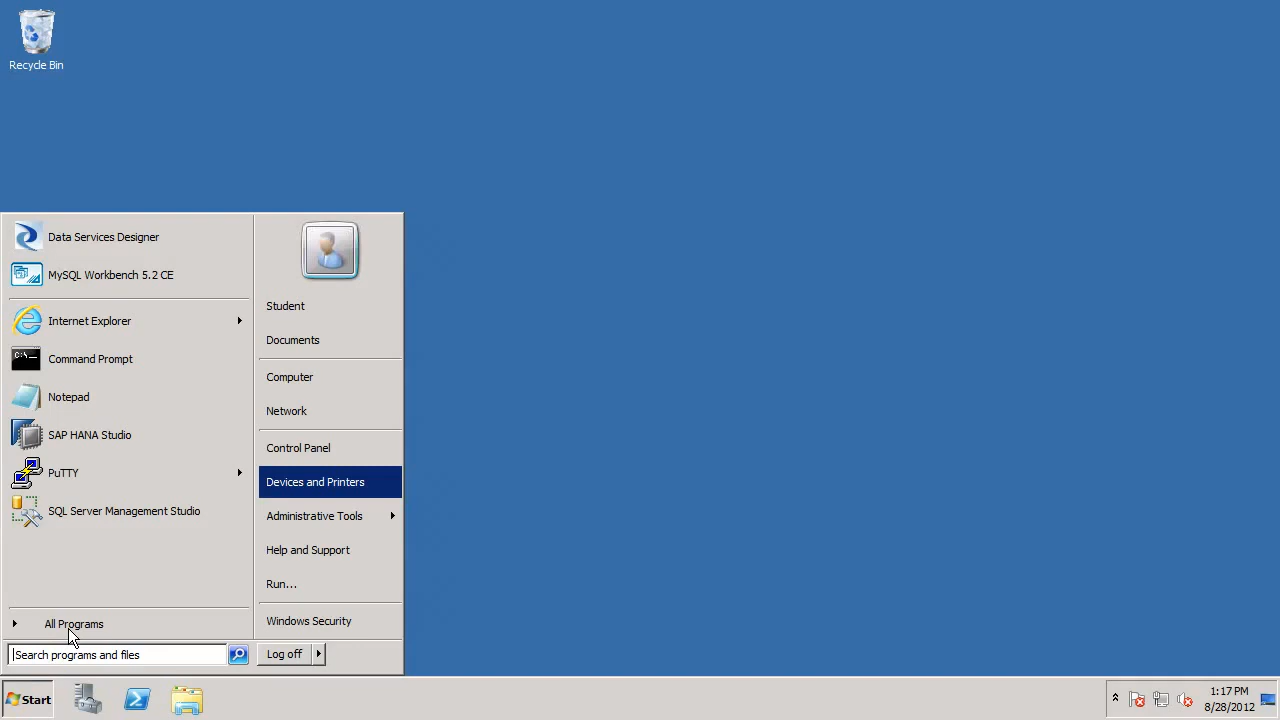 Recycle Bin
Data Services Designer
MySQL Workbench 5.2 CE
Internet Explorer
Command Prompt
Notepad
SAP HANA Studio
PuTTY
SQL Server Management Studio
All Programs
Search programs and files
Student
Documents
Computer
Network
Control Panel
Devices and Printers
Administrative Tools
Help and Support
Run...
Windows Security
Log off
Start
1:17 PM
8/28/2012